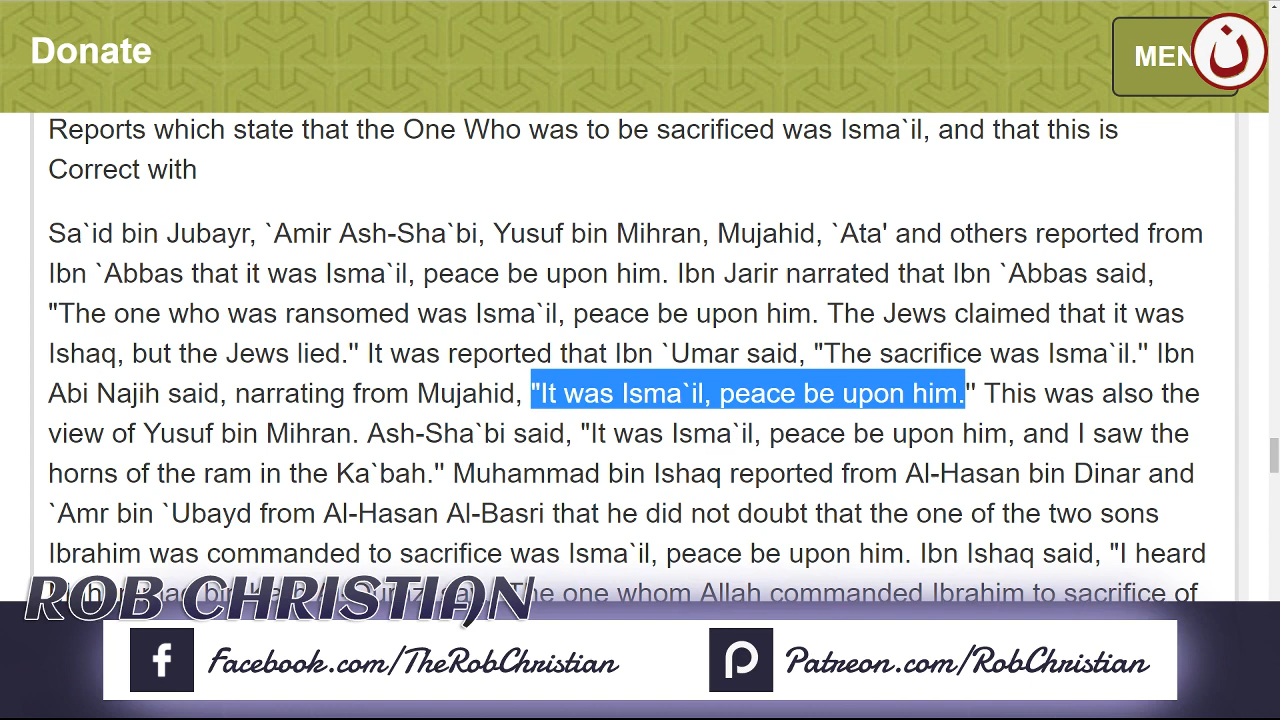 Donate
MEN
ن
Reports which state that the One Who was to be sacrificed was Isma`il, and that this is
Correct with
Sa`id bin Jubayr, `Amir Ash-Sha`bi, Yusuf bin Mihran, Mujahid, `Ata' and others reported from
Ibn `Abbas that it was Isma`il, peace be upon him. Ibn Jarir narrated that Ibn `Abbas said,
"The one who was ransomed was Isma`il, peace be upon him. The Jews claimed that it was
Ishaq, but the Jews lied.'' It was reported that Ibn `Umar said, "The sacrifice was Isma`il.'' Ibn
Abi Najih said, narrating from Mujahid, "It was Isma`il, peace be upon him.'' This was also the
view of Yusuf bin Mihran. Ash-Sha`bi said, "It was Isma`il, peace be upon him, and I saw the
horns of the ram in the Ka`bah.'' Muhammad bin Ishaq reported from Al-Hasan bin Dinar and
`Amr bin `Ubayd from Al-Hasan Al-Basri that he did not doubt that the one of the two sons
Ibrahim was commanded to sacrifice was Isma`il, peace be upon him. Ibn Ishaq said, "I heard
The one whom Allah commanded Ibrahim to sacrifice of
ROB CHRISTIAN
Facebook.com/TheRobChristian
Patreon.com/RobChristian